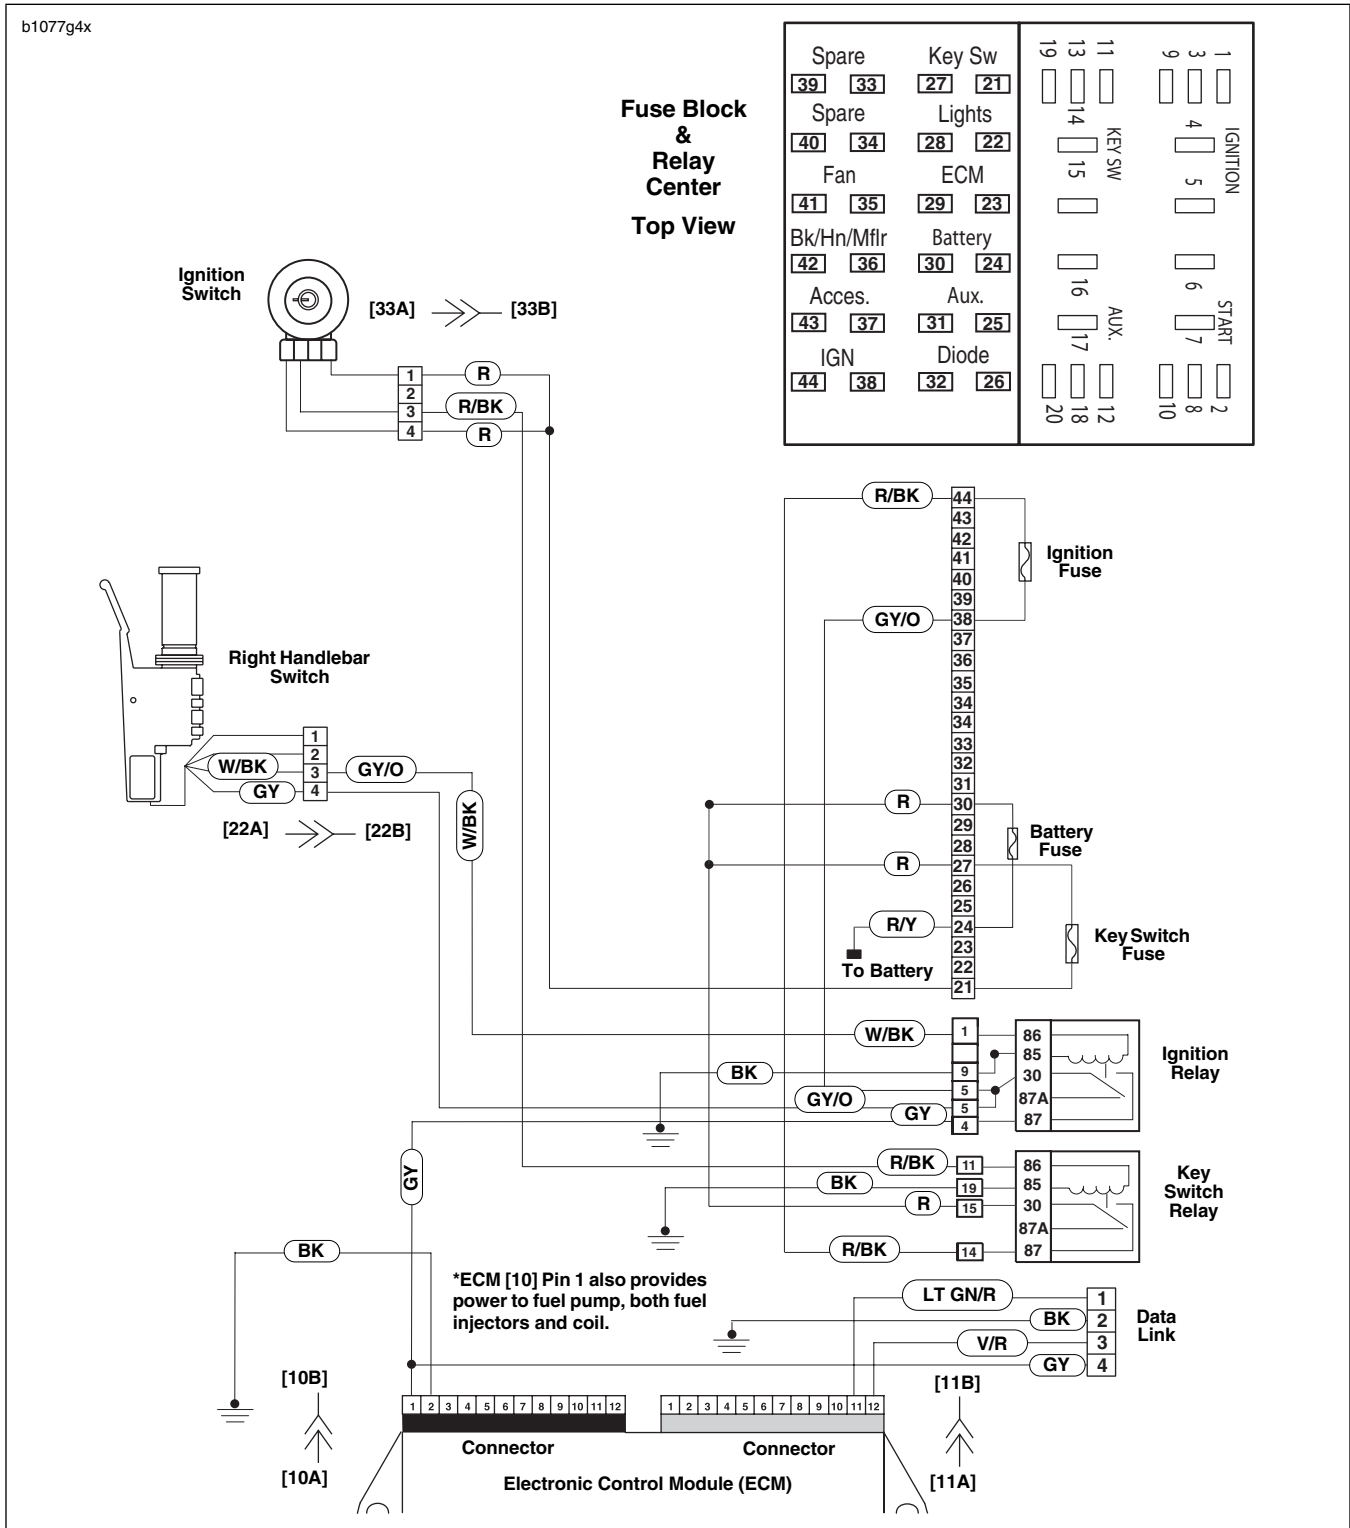 b1077g4x
Fuse Block
&
Relay
Center
Top View
Spare
39 33
Spare
40 34
Fan
41 35
Bk/Hn/Mflr
42 36
Acces.
43 37
IGN
44 38
Key Sw
27 21
Lights
28 22
ECM
29 23
Battery
30 24
Aux.
31 25
Diode
32 26
19 13 11
14
KEY SW
15
16
AUX.
17
20 18 12
9 3 1
4
IGNITION
5
6
START
7
10 8 2
Ignition
Switch
[33A] [33B]
1 R
2
3 R/BK
4 R
Right Handlebar
Switch
1
2
W/BK 3 GY/O
GY 4
W/BK
[22A] [22B]
R/BK 44
43
42
41
40
39
GY/O 38
37
36
35
34
34
33
32
31
R 30
29
28
R 27
26
25
R/Y 24
23
22
21
To Battery
Ignition
Fuse
Battery
Fuse
Key Switch
Fuse
W/BK 1 86
85
BK 9
30
5
GY/O
87A
GY 5
4 87
Ignition
Relay
GY
R/BK 11 86
BK 19 85
R 15 30
87A
R/BK 14 87
Key
Switch
Relay
BK
*ECM [10] Pin 1 also provides
power to fuel pump, both fuel
injectors and coil.
LT GN/R 1
BK 2
V/R 3
GY 4
Data
Link
[10B]
[10A]
[11B]
[11A]
1 2 3 4 5 6 7 8 9 10 11 12
1 2 3 4 5 6 7 8 9 10 11 12
Connector
Connector
Electronic Control Module (ECM)